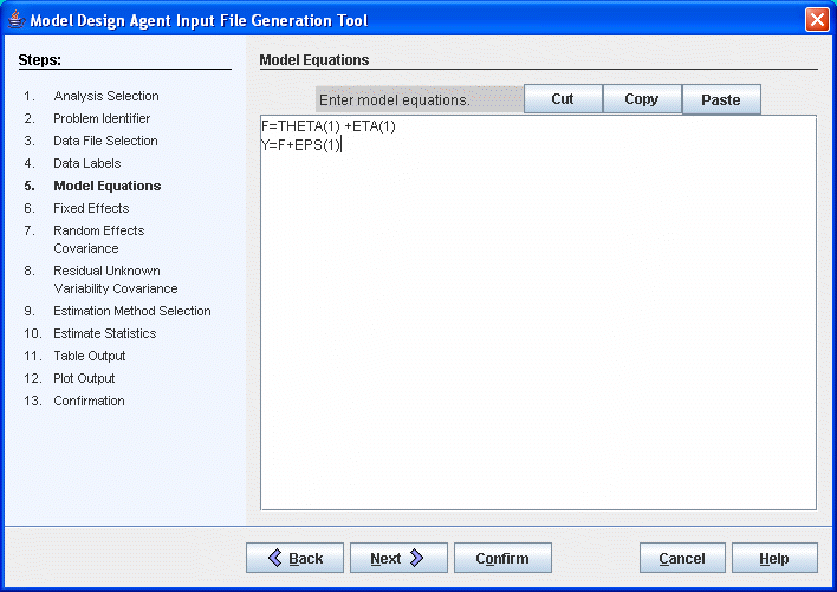 Model Design Agent Input File Generation Tool
Steps:
1. Analysis Selection
2. Problem Identifier
3. Data File Selection
4. Data Labels
5. Model Equations
6. Fixed Effects
7. Random Effects
Covariance
8. Residual Unknown
Variability Covariance
9. Estimation Method Selection
10. Estimate Statistics
11. Table Output
12. Plot Output
13. Confirmation
Model Equations
Enter model equations. Cut Copy Paste
F=THETA(1) +ETA(1)
Y=F+EPS(1)
Back Next Confirm Cancel Help